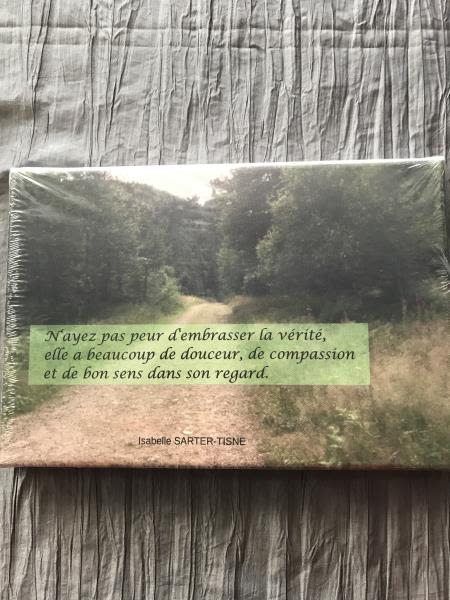 N'ayez pas peur d'embrasser la vérité,
elle a beaucoup de douceur, de compassion
et de bon sens dans son regard.
Isabelle SARTER-TISNE